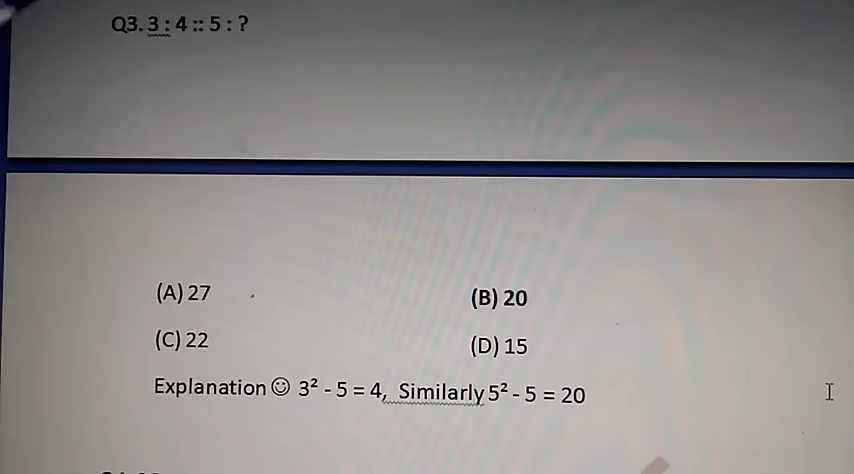 Q3. 3 : 4 :: 5 : ?
(A) 27
(B) 20
(C) 22
(D) 15
Explanation☺ 3² - 5 = 4, Similarly 5² - 5 = 20